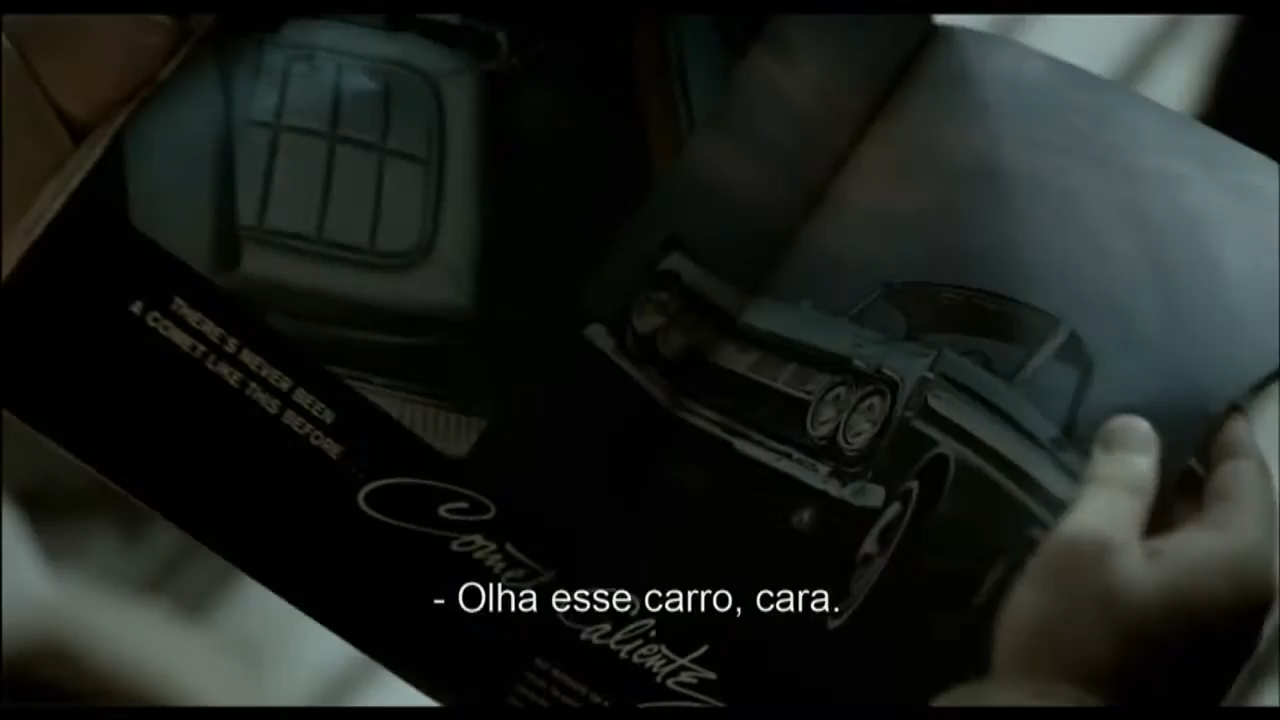 THERE'S NEVER BEEN
A COMET LIKE THIS BEFORE...
Comet Caliente
- Olha esse carro, cara.